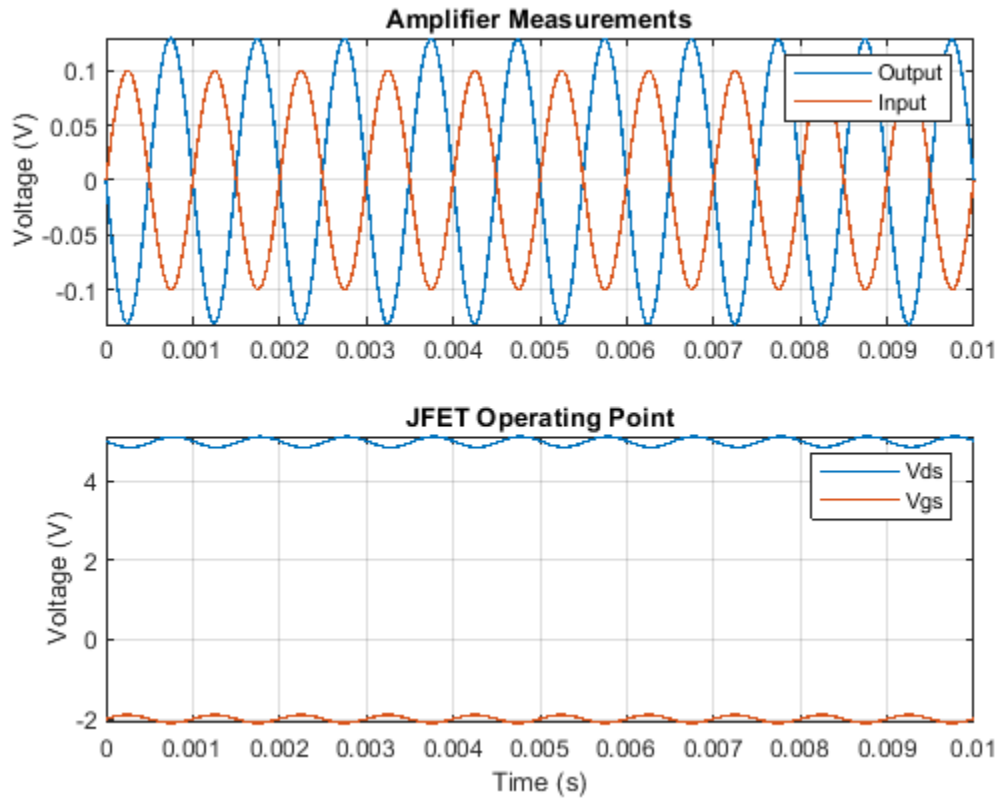 Amplifier Measurements
Voltage (V)
0.1
0.05
0
-0.05
-0.1
Output
Input
0 0.001 0.002 0.003 0.004 0.005 0.006 0.007 0.008 0.009 0.01
JFET Operating Point
Voltage (V)
4
2
0
-2
Vds
Vgs
0 0.001 0.002 0.003 0.004 0.005 0.006 0.007 0.008 0.009 0.01
Time (s)